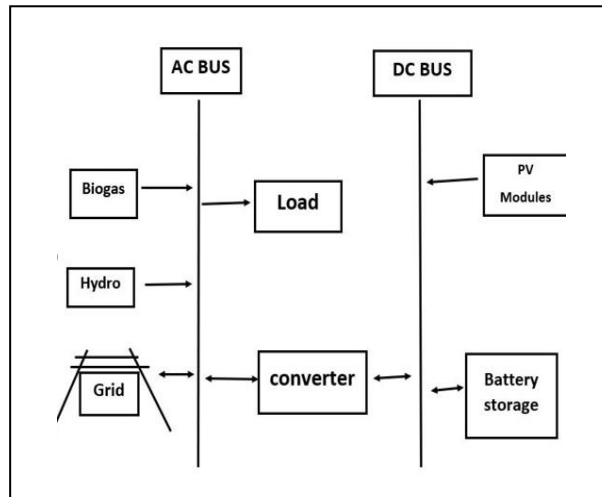 AC BUS
DC BUS
Biogas
Load
PV
Modules
Hydro
Grid
converter
Battery
storage